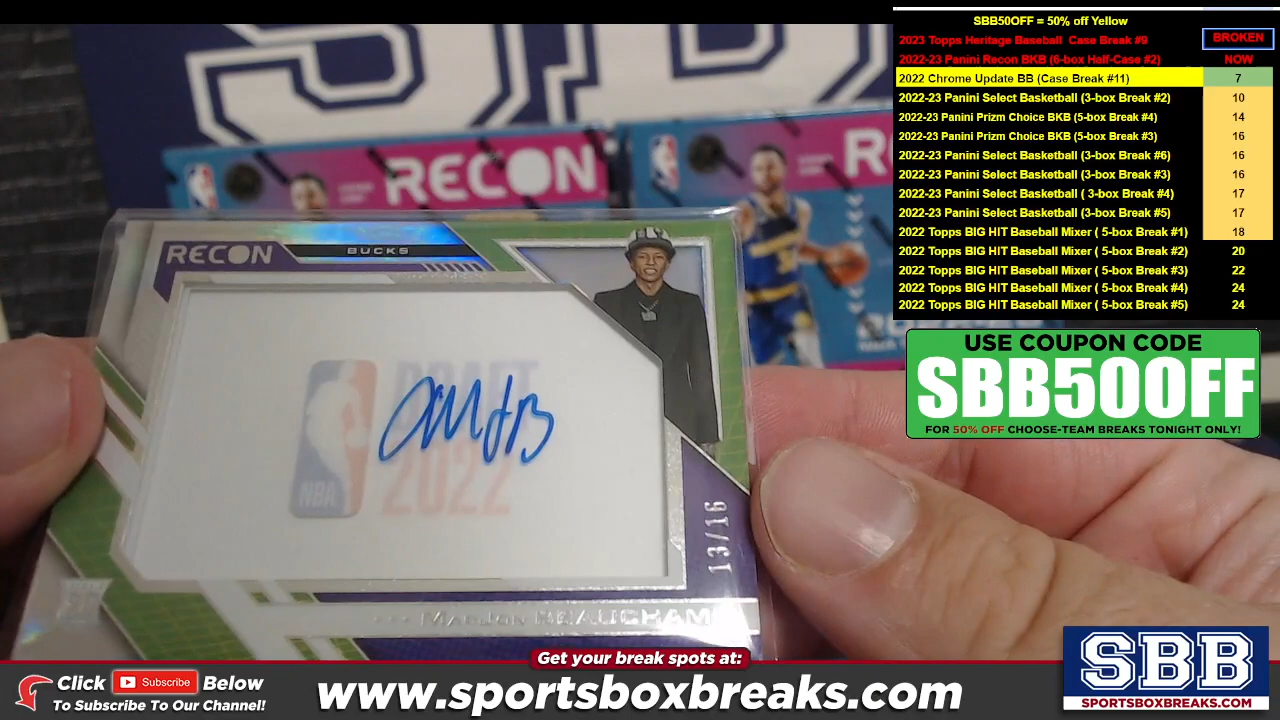 SBB50OFF = 50% off Yellow
2023 Topps Heritage Baseball Case Break #9 BROKEN
2022-23 Panini Recon BKB (6-box Half-Case #2) NOW
2022 Chrome Update BB (Case Break #11) 7
2022-23 Panini Select Basketball (3-box Break #2) 10
2022-23 Panini Prizm Choice BKB (5-box Break #4) 14
2022-23 Panini Prizm Choice BKB (5-box Break #3) 16
2022-23 Panini Select Basketball (3-box Break #6) 16
2022-23 Panini Select Basketball (3-box Break #3) 16
2022-23 Panini Select Basketball ( 3-box Break #4) 17
2022-23 Panini Select Basketball (3-box Break #5) 17
2022 Topps BIG HIT Baseball Mixer ( 5-box Break #1) 18
2022 Topps BIG HIT Baseball Mixer ( 5-box Break #2) 20
2022 Topps BIG HIT Baseball Mixer ( 5-box Break #3) 22
2022 Topps BIG HIT Baseball Mixer ( 5-box Break #4) 24
2022 Topps BIG HIT Baseball Mixer ( 5-box Break #5) 24
USE COUPON CODE
SBB50OFF
FOR 50% OFF CHOOSE-TEAM BREAKS TONIGHT ONLY!
RECON
RECON
BUCKS
DRAFT
NBA
2022
13/16
MARJON BEAUCHAMP
Get your break spots at:
Click Subscribe Below
To Subscribe To Our Channel!
www.sportsboxbreaks.com
SBB
SPORTSBOXBREAKS.COM